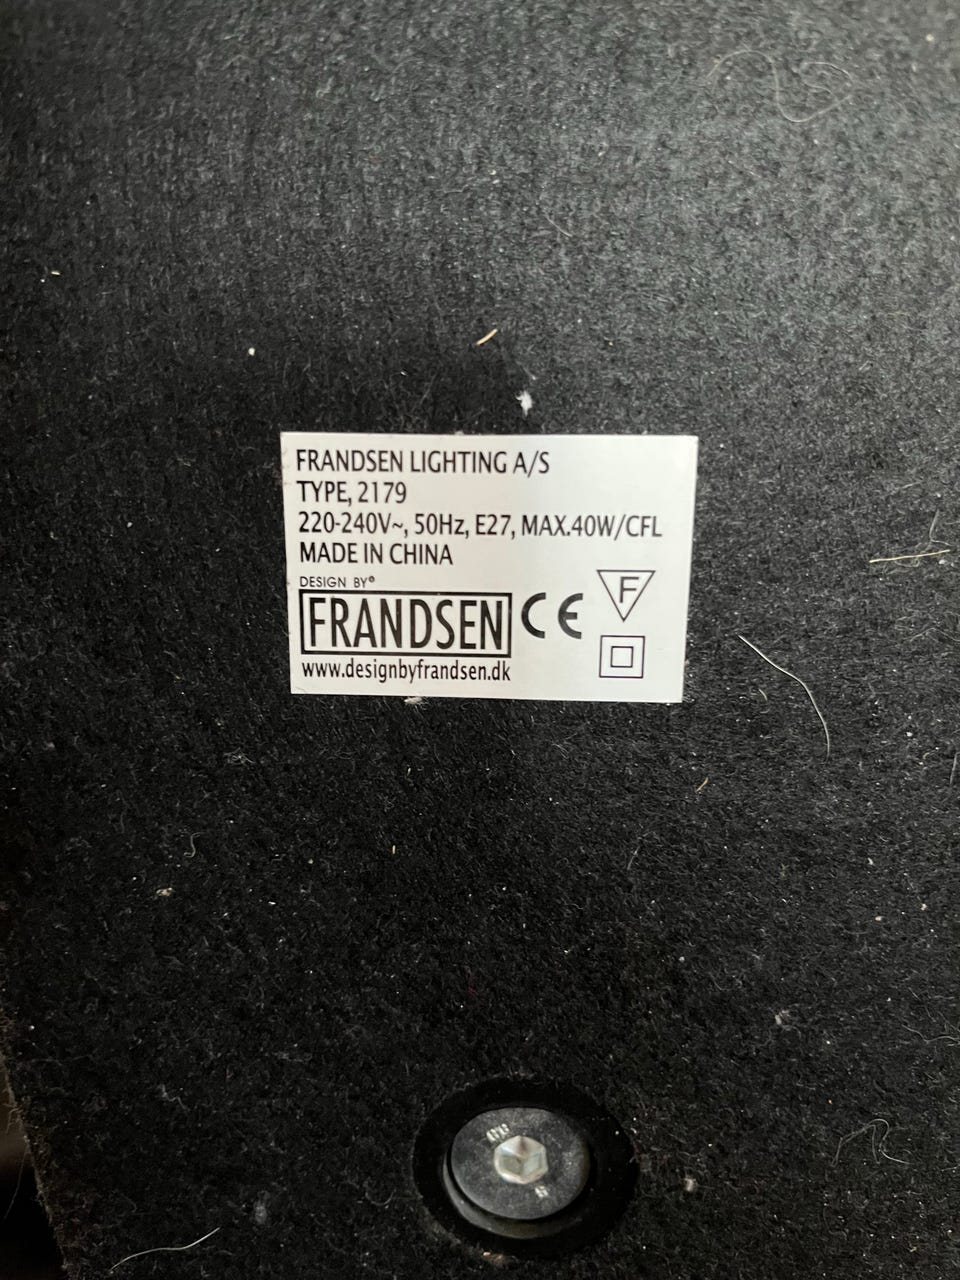 FRANDSEN LIGHTING A/S
TYPE, 2179
220-240V~, 50Hz, E27, MAX.40W/CFL
MADE IN CHINA
DESIGN BY®
FRANDSEN CE F
www.designbyfrandsen.dk